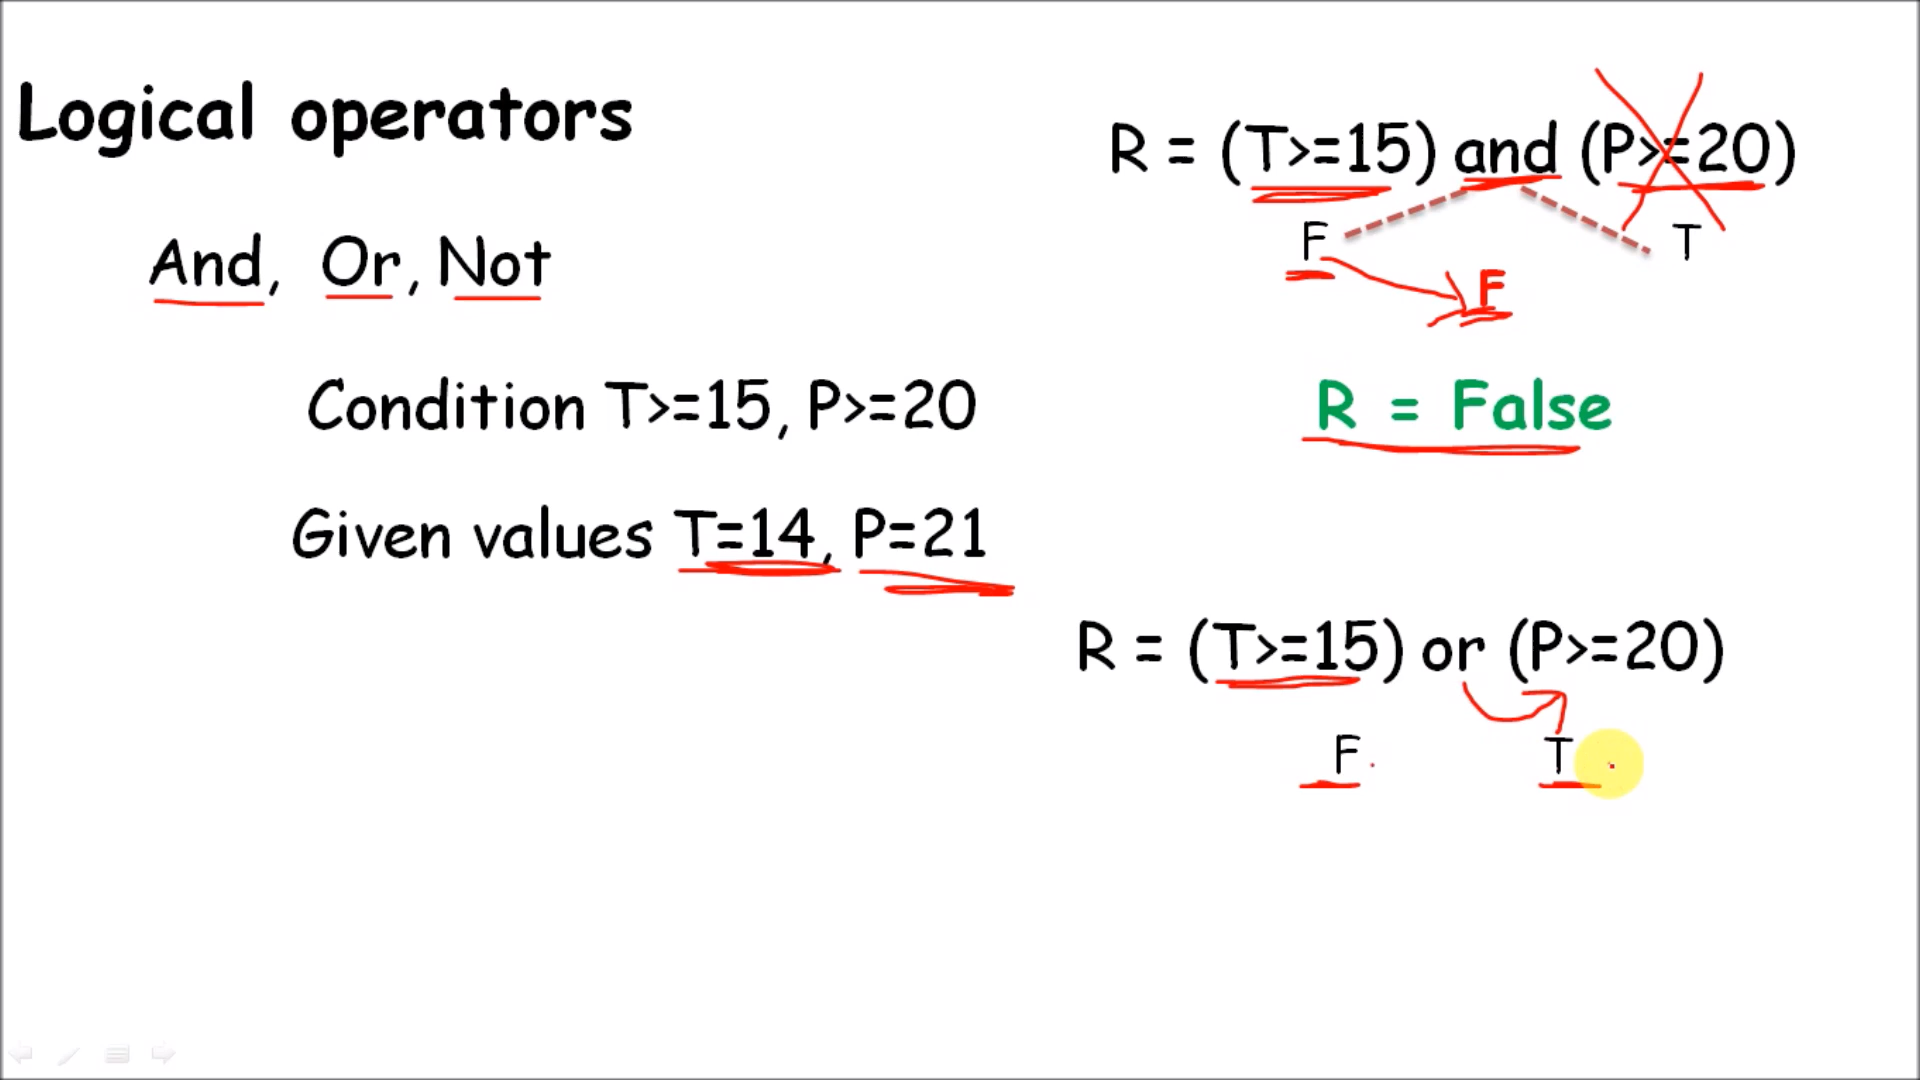 Logical operators
And, Or, Not
Condition T>=15, P>=20
Given values T=14, P=21
R = (T>=15) and (P>=20)
F T
F
R = False
R = (T>=15) or (P>=20)
F T